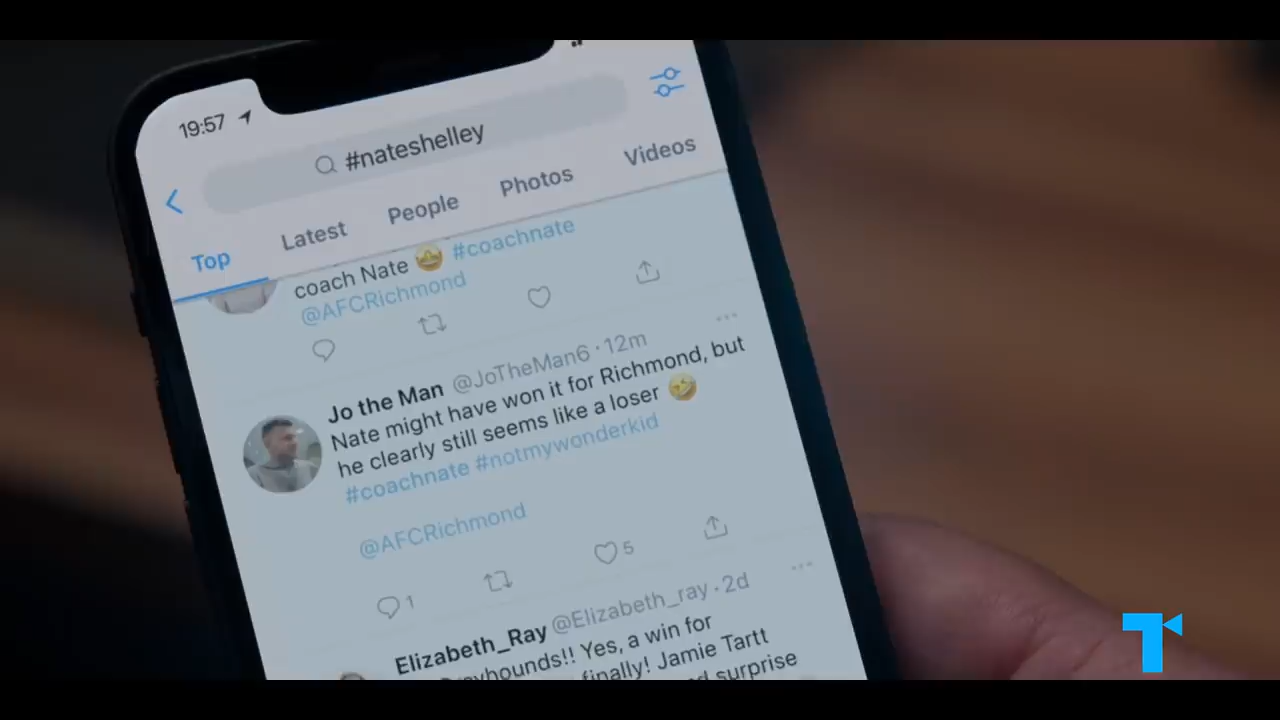 19:57
#nateshelley
Top Latest People Photos Videos
coach Nate 🤩 #coachnate
@AFCRichmond
Jo the Man @JoTheMan6 · 12m
Nate might have won it for Richmond, but
he clearly still seems like a loser 🤣
#coachnate #notmywonderkid
@AFCRichmond
1 5
Elizabeth_Ray @Elizabeth_ray · 2d
Yes, a win for
finally! Jamie Tartt
surprise